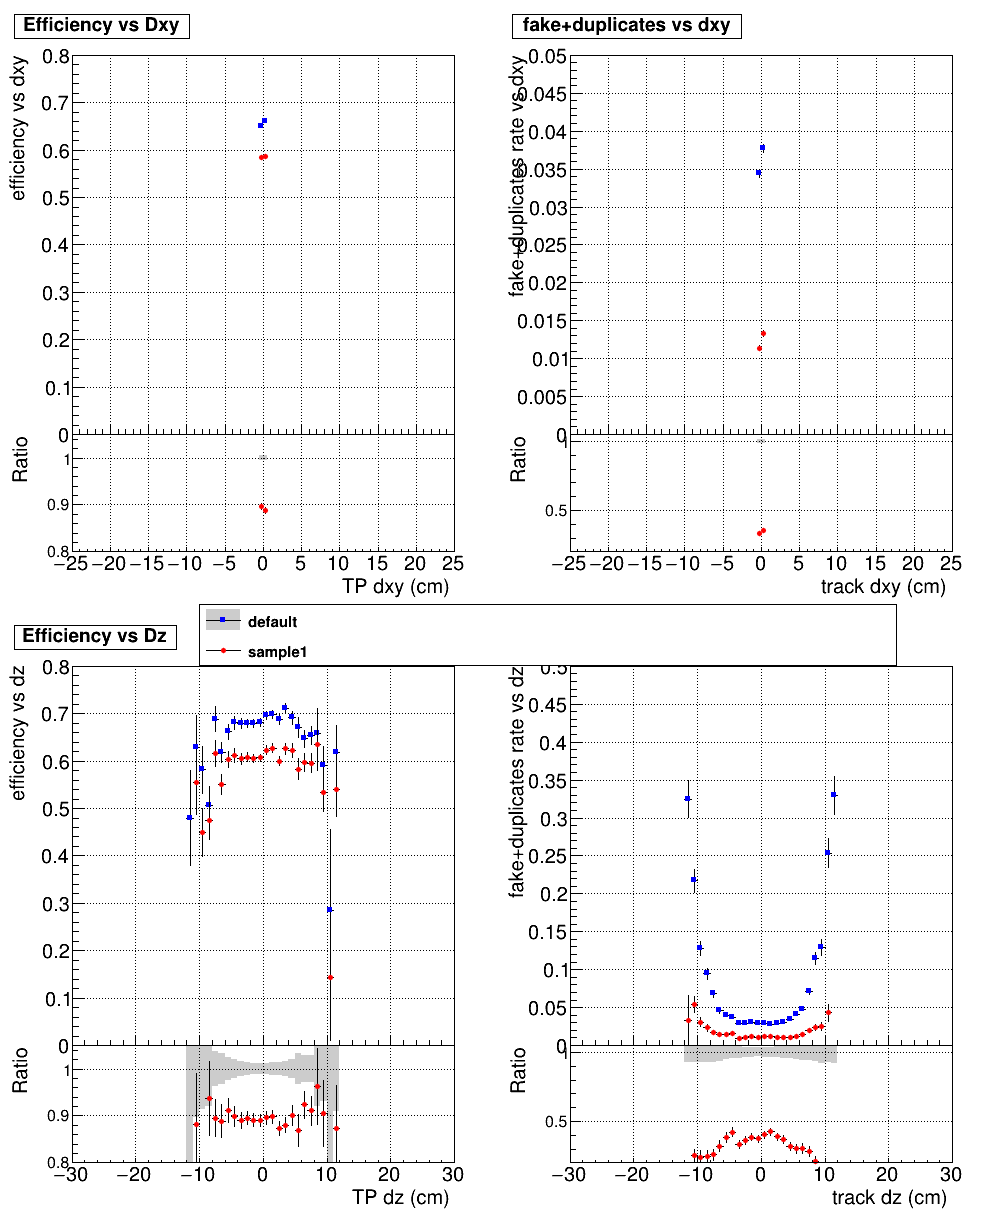 Efficiency vs Dxy
efficiency vs dxy
0.8
0.7
0.6
0.5
0.4
0.3
0.2
0.1
0
Ratio
1
0.9
0.8
−25 −20 −15 −10 −5 0 5 10 15 20 25
TP dxy (cm)
fake+duplicates vs dxy
fake+duplicates rate vs dxy
0.05
0.045
0.04
0.035
0.03
0.025
0.02
0.015
0.01
0.005
0
Ratio
1
0.5
−25 −20 −15 −10 −5 0 5 10 15 20 25
track dxy (cm)
default
sample1
Efficiency vs Dz
efficiency vs dz
0.8
0.7
0.6
0.5
0.4
0.3
0.2
0.1
0
Ratio
1
0.9
0.8
−30 −20 −10 0 10 20 30
TP dz (cm)
fake+duplicates rate vs dz
0.5
0.45
0.4
0.35
0.3
0.25
0.2
0.15
0.1
0.05
0
Ratio
1
0.5
−30 −20 −10 0 10 20 30
track dz (cm)